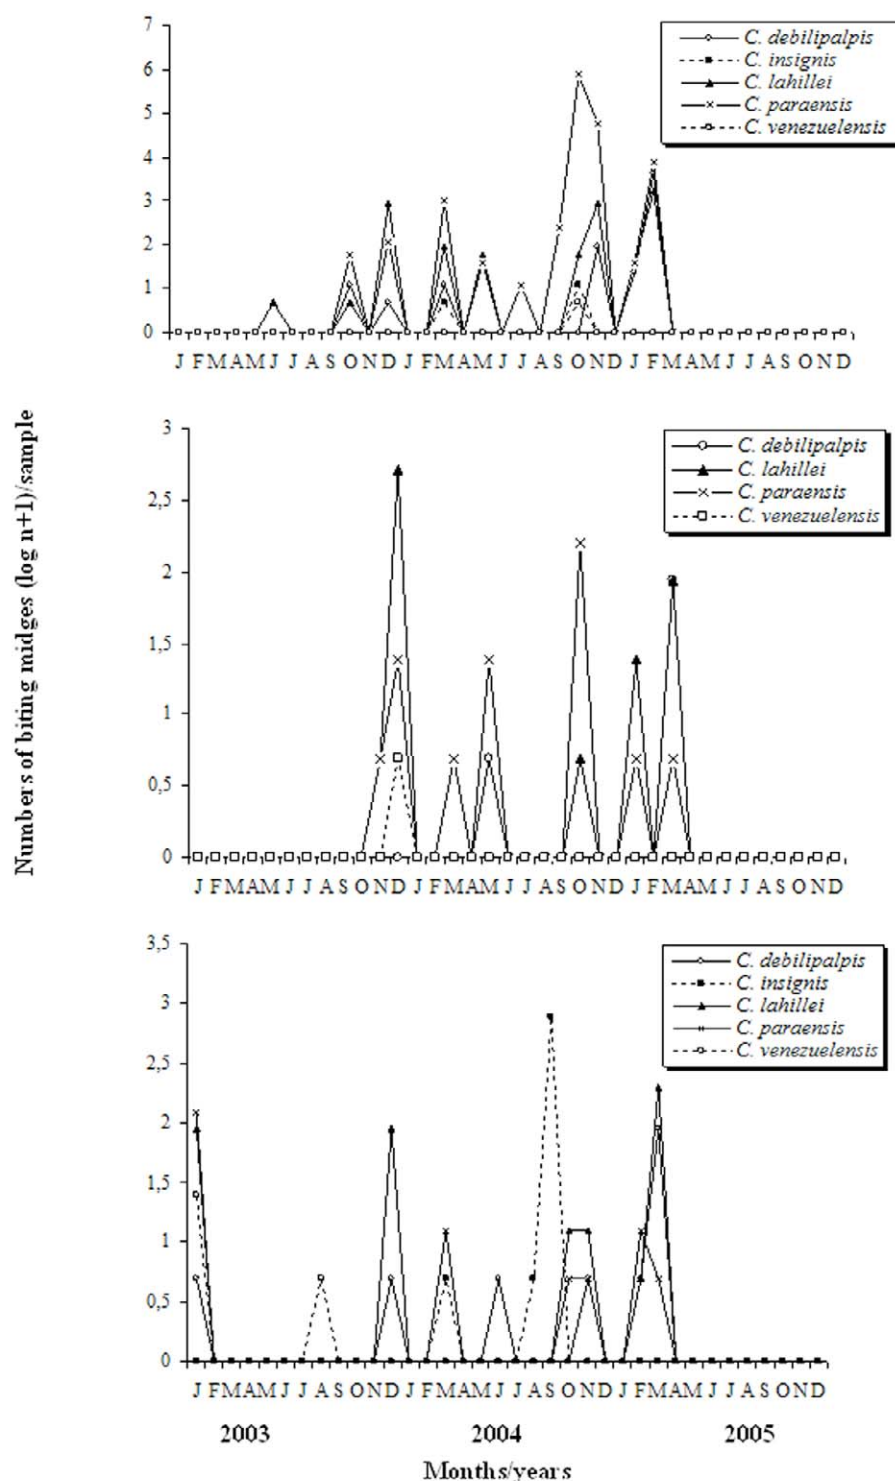 Numbers of biting midges (log n+1)/sample
7
6
5
4
3
2
1
0
C. debilipalpis
C. insignis
C. lahillei
C. paraensis
C. venezuelensis
J F M A M J J A S O N D J F M A M J J A S O N D J F M A M J J A S O N D
3
2,5
2
1,5
1
0,5
0
C. debilipalpis
C. lahillei
C. paraensis
C. venezuelensis
J F M A M J J A S O N D J F M A M J J A S O N D J F M A M J J A S O N D
3,5
3
2,5
2
1,5
1
0,5
0
C. debilipalpis
C. insignis
C. lahillei
C. paraensis
C. venezuelensis
J F M A M J J A S O N D J F M A M J J A S O N D J F M A M J J A S O N D
2003 2004 2005
Months/years